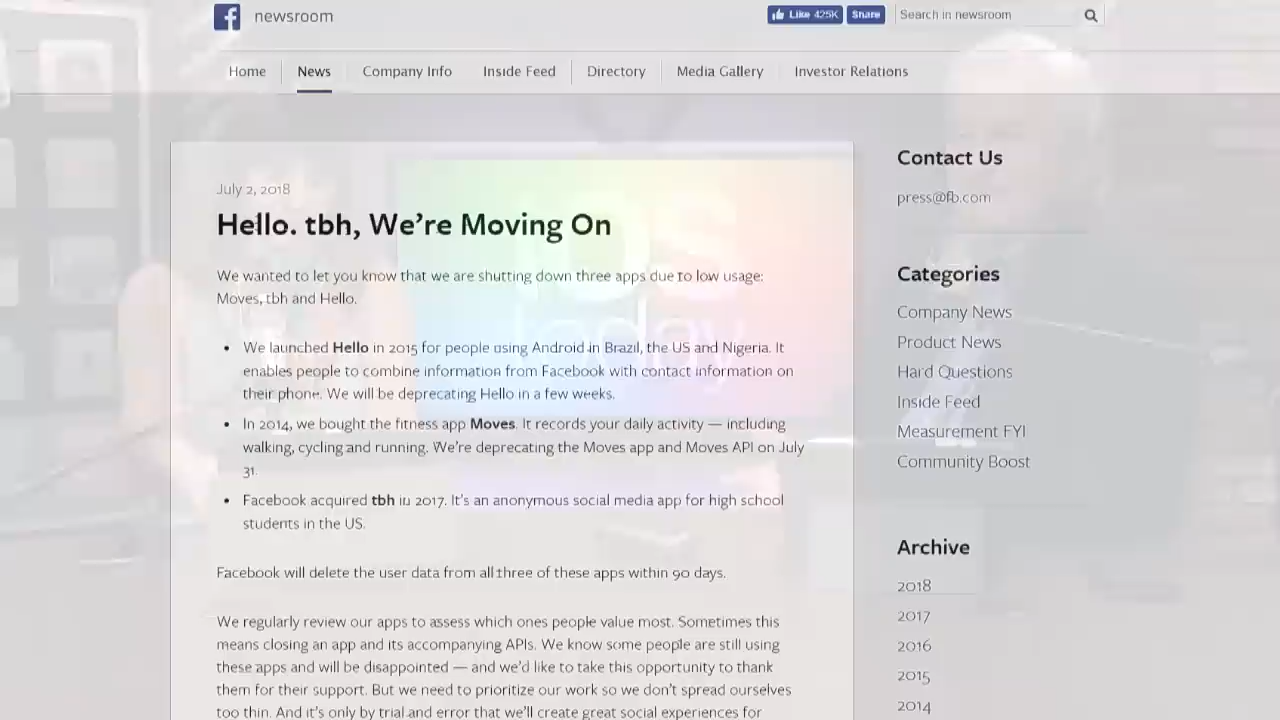 newsroom
Like 425K
Share
Search in newsroom
Home
News
Company Info
Inside Feed
Directory
Media Gallery
Investor Relations
July 2, 2018
Hello. tbh, We’re Moving On
We wanted to let you know that we are shutting down three apps due to low usage:
Moves, tbh and Hello.
• We launched Hello in 2015 for people using Android in Brazil, the US and Nigeria. It
enables people to combine information from Facebook with contact information on
their phone. We will be deprecating Hello in a few weeks.
• In 2014, we bought the fitness app Moves. It records your daily activity — including
walking, cycling and running. We’re deprecating the Moves app and Moves API on July
31.
• Facebook acquired tbh in 2017. It’s an anonymous social media app for high school
students in the US.
Facebook will delete the user data from all three of these apps within 90 days.
We regularly review our apps to assess which ones people value most. Sometimes this
means closing an app and its accompanying APIs. We know some people are still using
these apps and will be disappointed — and we’d like to take this opportunity to thank
them for their support. But we need to prioritize our work so we don’t spread ourselves
too thin. And it’s only by trial and error that we’ll create great social experiences for
Contact Us
press@fb.com
Categories
Company News
Product News
Hard Questions
Inside Feed
Measurement FYI
Community Boost
Archive
2018
2017
2016
2015
2014
iOS
today